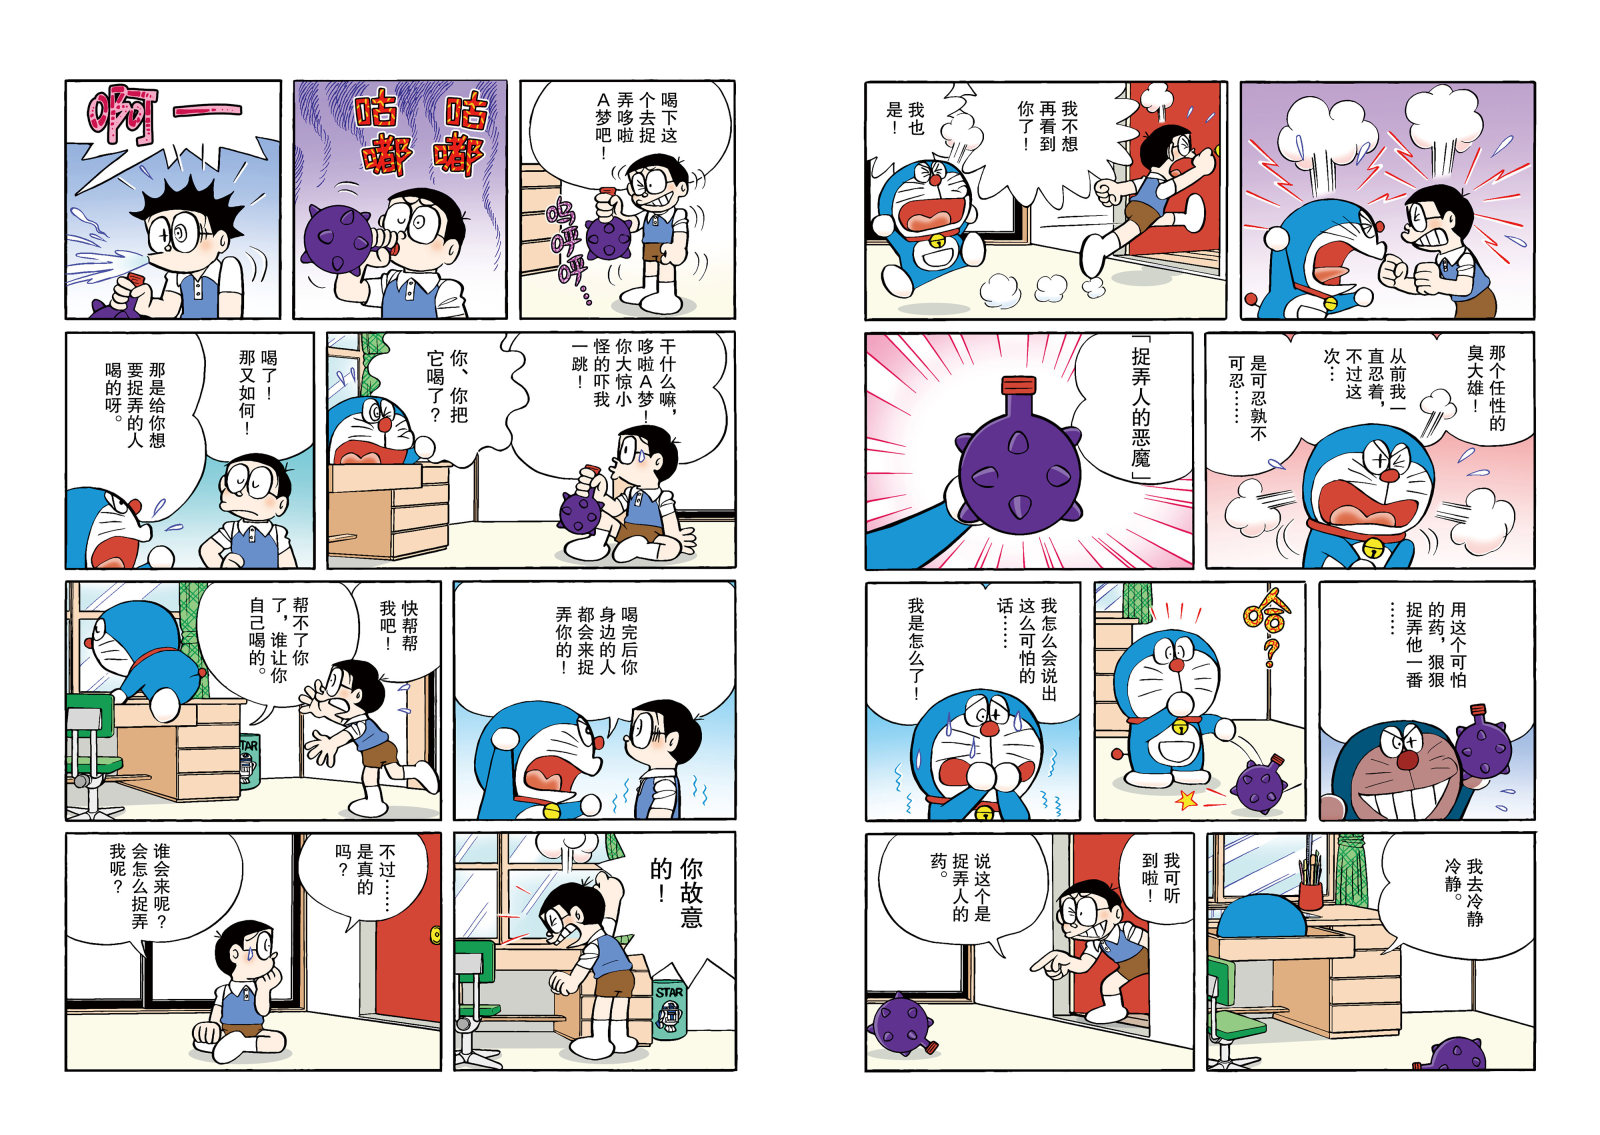 我不想
再看到
你了！
我也
是！
那个任性的
臭大雄！
从前我一
直忍着，
不过这
次…
是可忍孰不
可忍……
「捉弄人的恶魔」
用这个可怕
的药，狠狠
捉弄他一番
……
啥？
我怎么会说出
这么可怕的
话……
我是怎么了！
我去冷静
冷静。
我可听
到啦！
说这个是
捉弄人的
药。
喝下这
个去捉
弄哆啦
A梦吧！
呜呼呼…
咕嘟
咕嘟
啊一
干什么嘛，
哆啦A梦！
你大惊小
怪的吓我
一跳！
你、你把
它喝了？
喝了！
那又如何！
那是给你想
要捉弄的人
喝的呀。
喝完后你
身边的人
都会来捉
弄你的！
快帮帮
我吧！
帮不了你
了，谁让你
自己喝的。
STAR
你故意
的！
STAR
不过……
是真的
吗？
谁会来呢？
会怎么捉弄
我呢？